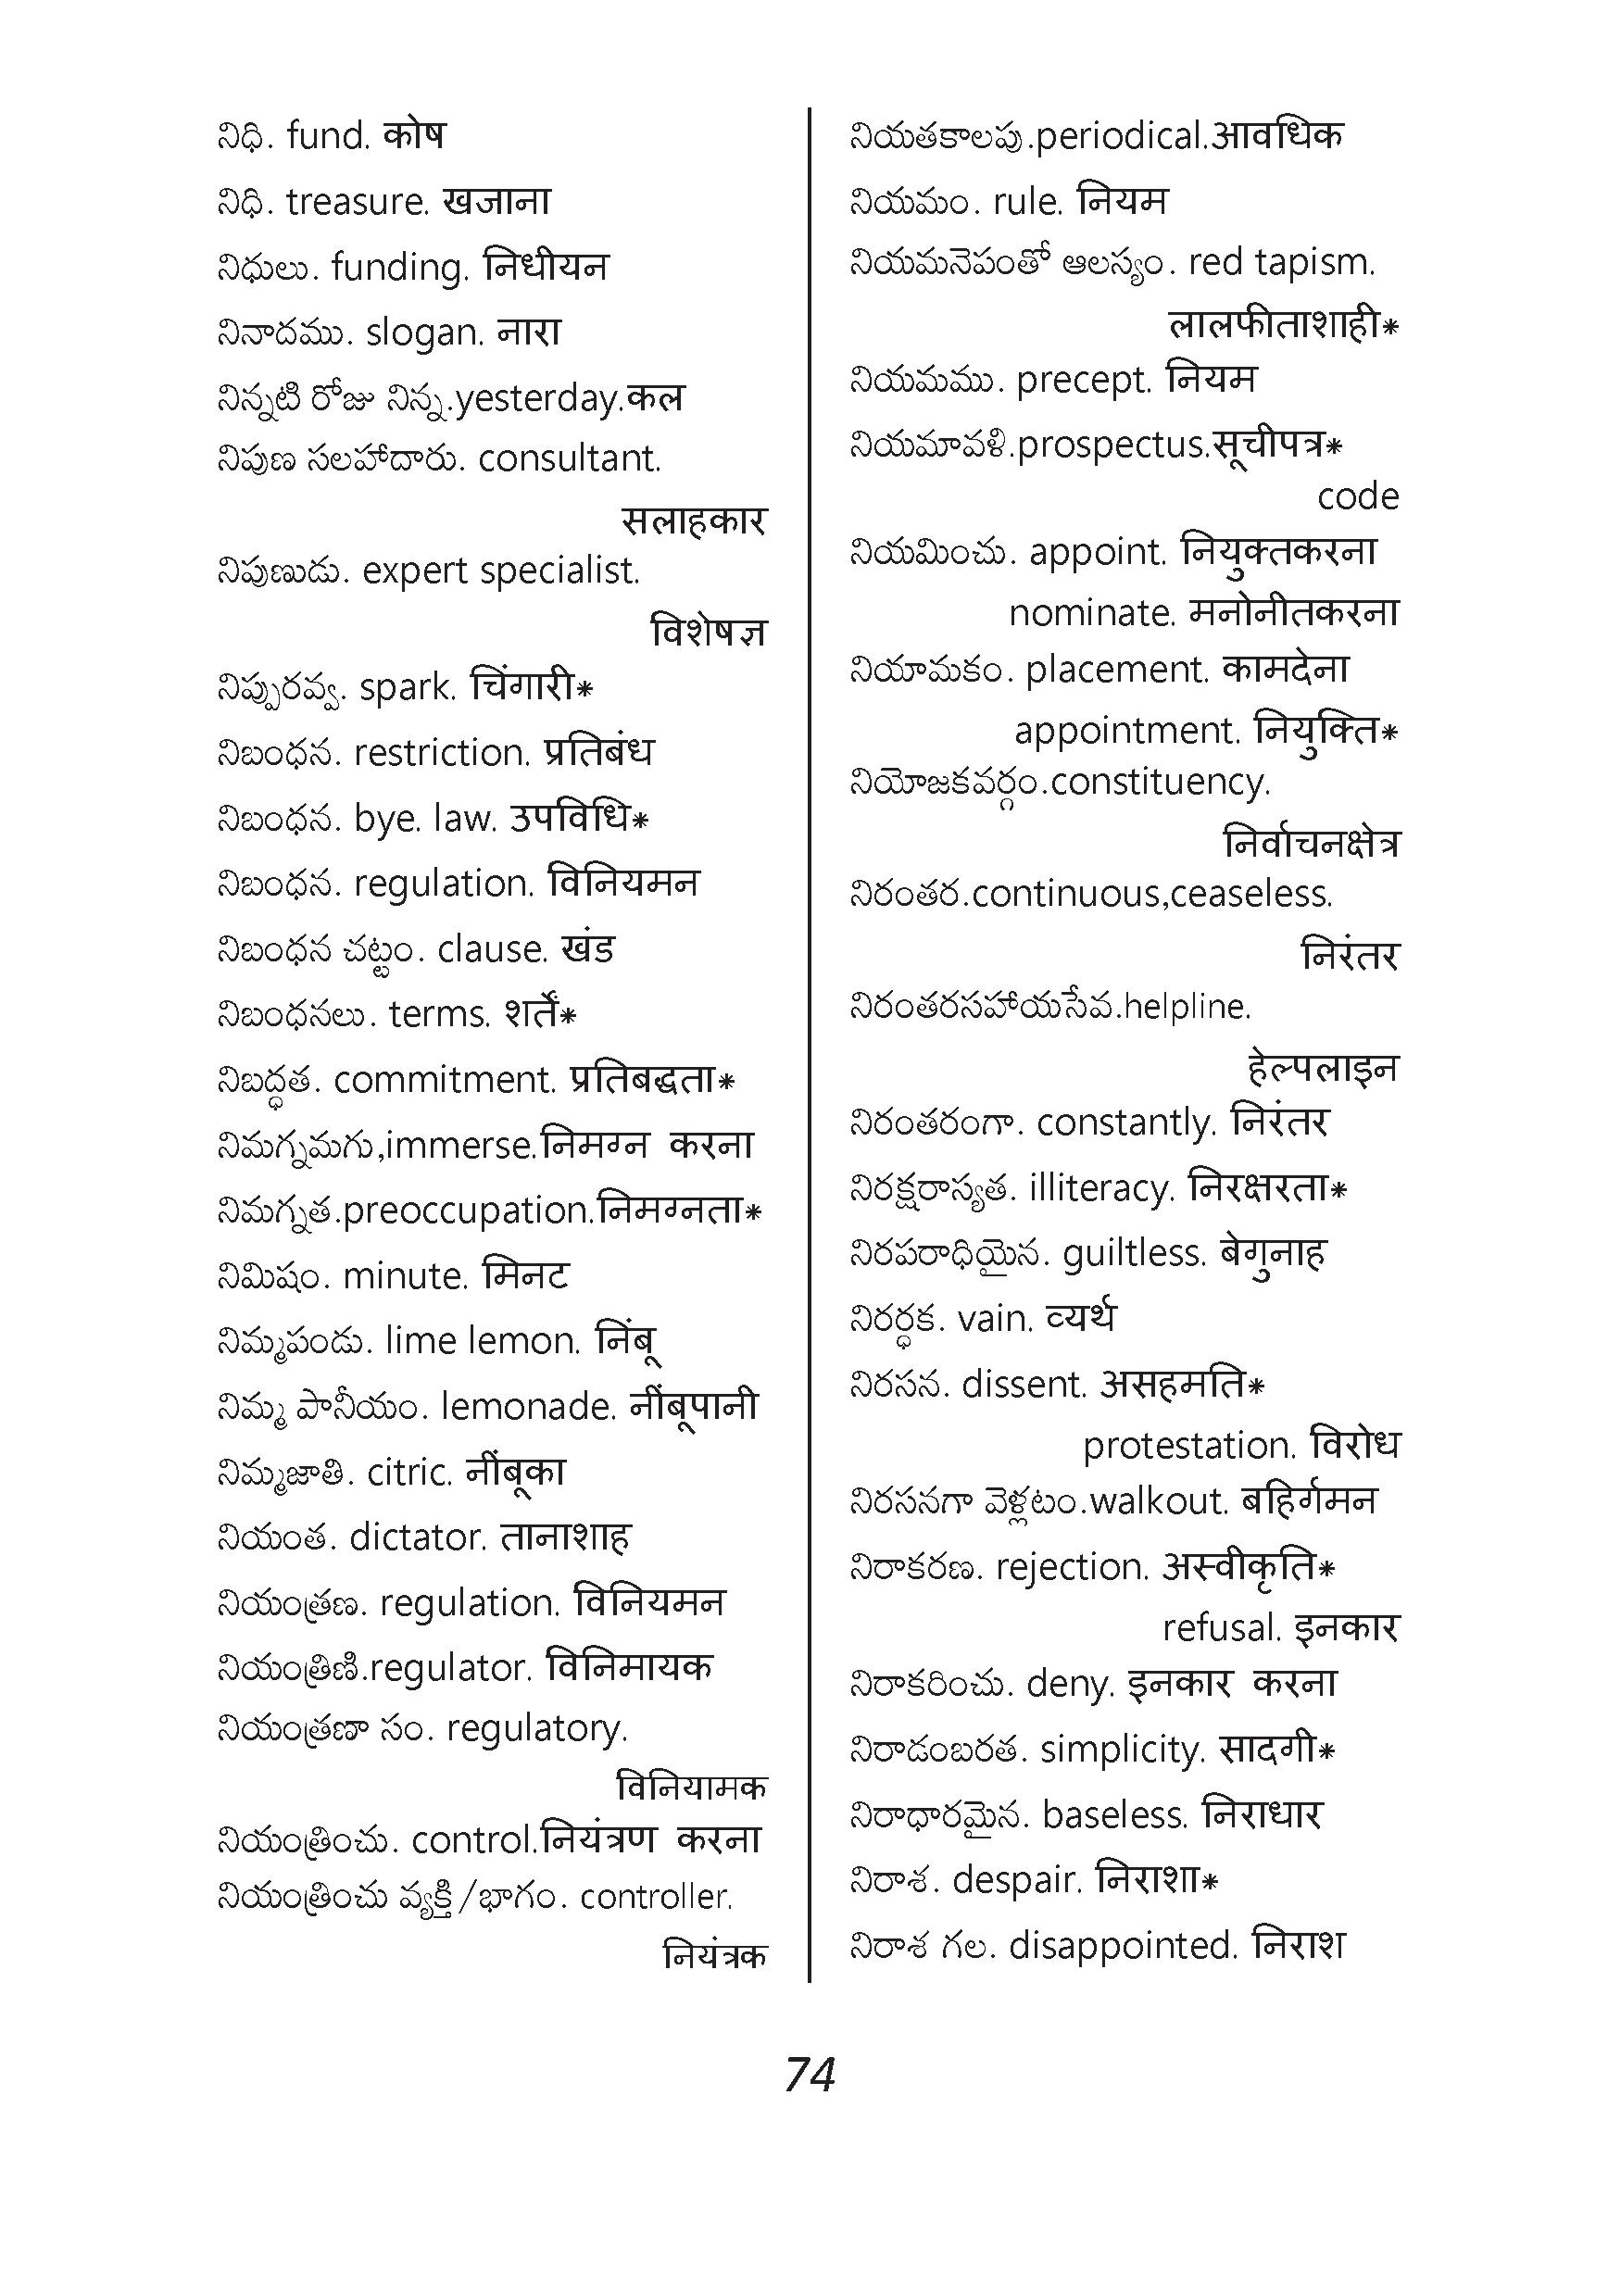 నిధి. fund. कोष
నిధి. treasure. खजाना
నిధులు. funding. निधीयन
నినాదము. slogan. नारा
నిన్నటి రోజు నిన్న.yesterday.कल
నిపుణ సలహాదారు. consultant.
सलाहकार
నిపుణుడు. expert specialist.
विशेषज्ञ
నిప్పురవ్వ. spark. चिंगारी*
నిబంధన. restriction. प्रतिबंध
నిబంధన. bye. law. उपविधि*
నిబంధన. regulation. विनियमन
నిబంధన చట్టం. clause. खंड
నిబంధనలు. terms. शर्तें*
నిబద్ధత. commitment. प्रतिबद्धता*
నిమగ్నమగు,immerse.निमग्न करना
నిమగ్నత.preoccupation.निमग्नता*
నిమిషం. minute. मिनट
నిమ్మపండు. lime lemon. निंबू
నిమ్మ పానీయం. lemonade. नींबूपानी
నిమ్మజాతి. citric. नींबूका
నియంత. dictator. तानाशाह
నియంత్రణ. regulation. विनियमन
నియంత్రిణి.regulator. विनिमायक
నియంత్రణా సం. regulatory.
विनियामक
నియంత్రించు. control.नियंत्रण करना
నియంత్రించు వ్యక్తి/భాగం. controller.
नियंत्रक
నియతకాలపు.periodical.आवधिक
నియమం. rule. नियम
నియమనెపంతో ఆలస్యం. red tapism.
लालफीताशाही*
నియమము. precept. नियम
నియమావళి.prospectus.सूचीपत्र*
code
నియమించు. appoint. नियुक्तकरना
nominate. मनोनीतकरना
నియామకం. placement. कामदेना
appointment. नियुक्ति*
నియోజకవర్గం.constituency.
निर्वाचनक्षेत्र
నిరంతర.continuous,ceaseless.
निरंतर
నిరంతరసహాయసేవ.helpline.
हेल्पलाइन
నిరంతరంగా. constantly. निरंतर
నిరక్షరాస్యత. illiteracy. निरक्षरता*
నిరపరాధియైన. guiltless. बेगुनाह
నిరర్ధక. vain. व्यर्थ
నిరసన. dissent. असहमति*
protestation. विरोध
నిరసనగా వెళ్లటం.walkout. बहिर्गमन
నిరాకరణ. rejection. अस्वीकृति*
refusal. इनकार
నిరాకరించు. deny. इनकार करना
నిరాడంబరత. simplicity. सादगी*
నిరాధారమైన. baseless. निराधार
నిరాశ. despair. निराशा*
నిరాశ గల. disappointed. निराश
74